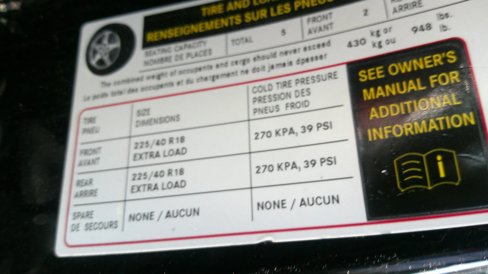 TIRE AND LOA
RENSEIGNEMENTS SUR LES PNEUS
SEATING CAPACITY
NOMBRE DE PLACES
TOTAL 5
FRONT
AVANT
2
ARRIÈRE
The combined weight of occupants and cargo should never exceed
Le poids total des occupants et du chargement ne doit jamais dépasser
430 kg or
kg ou
948 lbs.
lb.
TIRE
PNEU
SIZE
DIMENSIONS
COLD TIRE PRESSURE
PRESSION DES
PNEUS FROID
FRONT
AVANT
225/40 R18
EXTRA LOAD
270 KPA, 39 PSI
REAR
ARRIERE
225/40 R18
EXTRA LOAD
270 KPA, 39 PSI
SPARE
DE SECOURS
NONE / AUCUN
NONE / AUCUN
SEE OWNER'S
MANUAL FOR
ADDITIONAL
INFORMATION